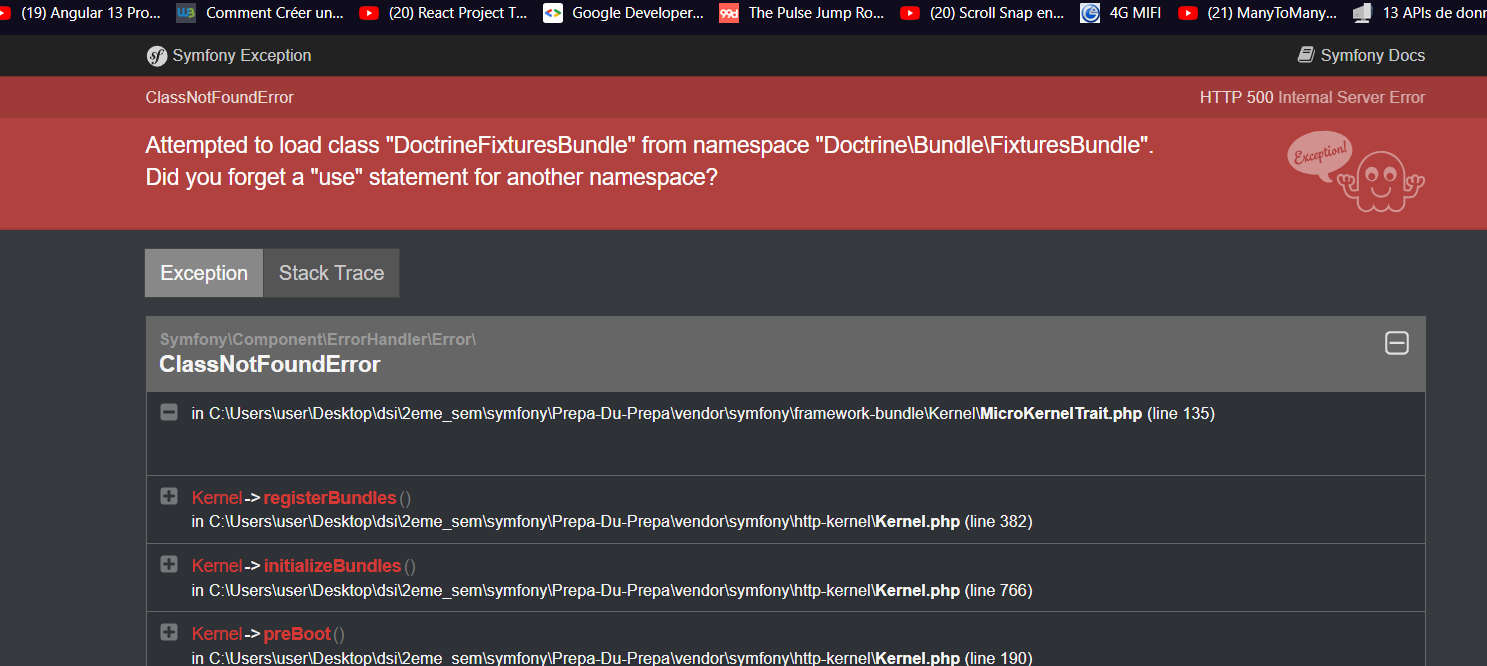 (19) Angular 13 Pro... Comment Créer un... (20) React Project T... Google Developer... The Pulse Jump Ro... (20) Scroll Snap en... 4G MIFI (21) ManyToMany... 13 APIs de donn
Symfony Exception Symfony Docs
ClassNotFoundError HTTP 500 Internal Server Error
Attempted to load class "DoctrineFixturesBundle" from namespace "Doctrine\Bundle\FixturesBundle".
Did you forget a "use" statement for another namespace?
Exception!
Exception Stack Trace
Symfony\Component\ErrorHandler\Error\
ClassNotFoundError
in C:\Users\user\Desktop\dsi\2eme_sem\symfony\Prepa-Du-Prepa\vendor\symfony\framework-bundle\Kernel\MicroKernelTrait.php (line 135)
Kernel->registerBundles()
in C:\Users\user\Desktop\dsi\2eme_sem\symfony\Prepa-Du-Prepa\vendor\symfony\http-kernel\Kernel.php (line 382)
Kernel->initializeBundles()
in C:\Users\user\Desktop\dsi\2eme_sem\symfony\Prepa-Du-Prepa\vendor\symfony\http-kernel\Kernel.php (line 766)
Kernel->preBoot()
in C:\Users\user\Desktop\dsi\2eme_sem\symfony\Prepa-Du-Prepa\vendor\symfony\http-kernel\Kernel.php (line 190)